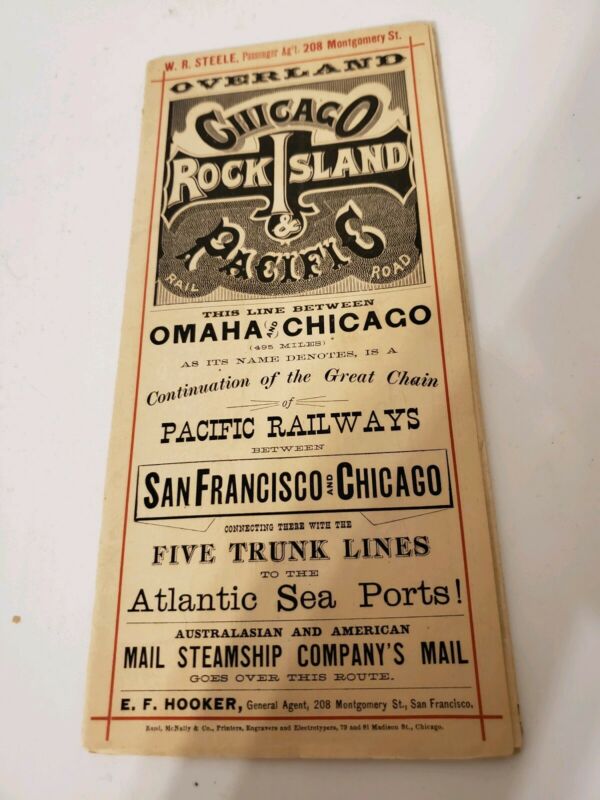 W. R. STEELE, Passenger Ag't. 208 Montgomery St.
OVERLAND
CHICAGO
ROCK ISLAND
&
PACIFIC
RAIL ROAD
THIS LINE BETWEEN
OMAHA AND CHICAGO
(495 MILES)
AS ITS NAME DENOTES, IS A
Continuation of the Great Chain
of
PACIFIC RAILWAYS
BETWEEN
SAN FRANCISCO AND CHICAGO
CONNECTING THERE WITH THE
FIVE TRUNK LINES
TO THE
Atlantic Sea Ports!
AUSTRALASIAN AND AMERICAN
MAIL STEAMSHIP COMPANY'S MAIL
GOES OVER THIS ROUTE.
E. F. HOOKER, General Agent, 208 Montgomery St., San Francisco.
Rand, McNally & Co., Printers, Engravers and Electrotypers, 79 and 81 Madison St., Chicago.